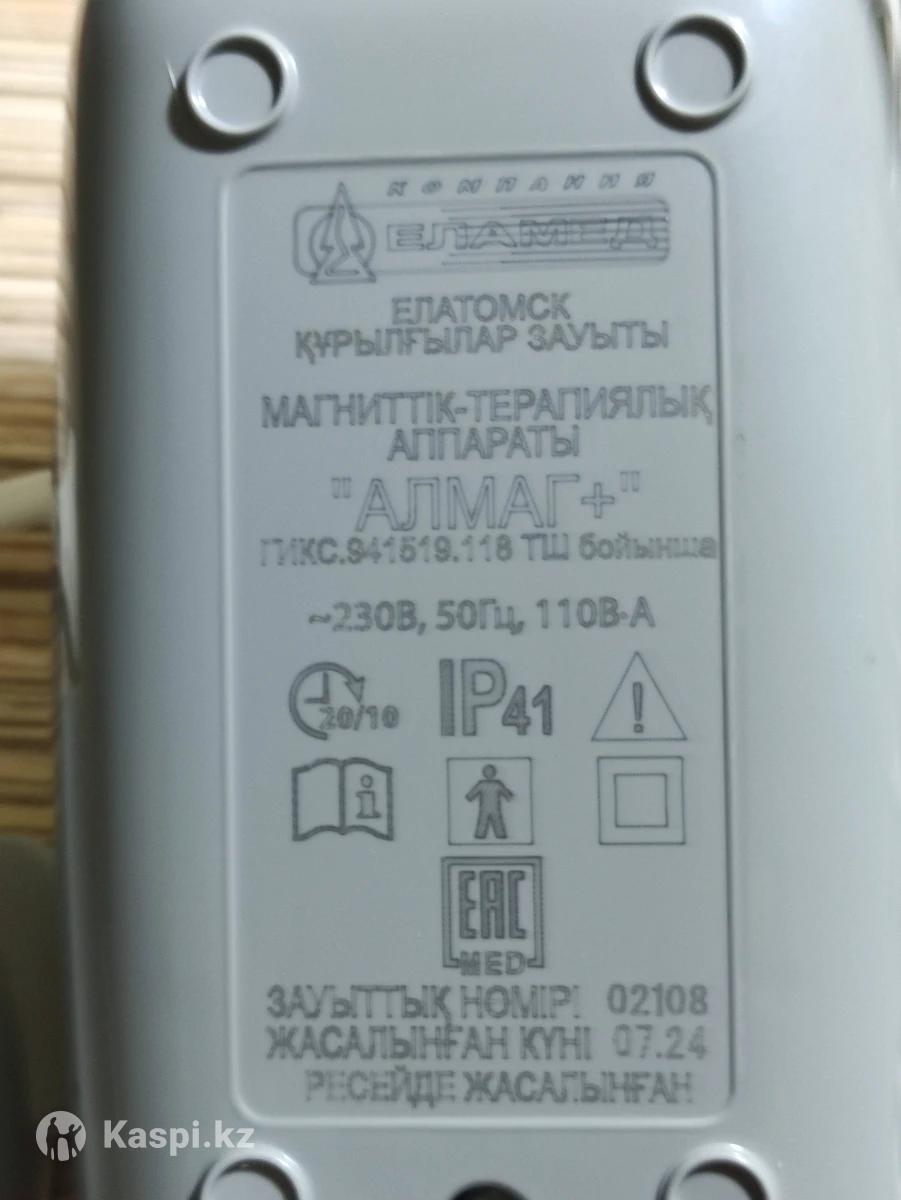 КОМПАНИЯ
ЕЛАМЕД
ЕЛАТОМСК
ҚҰРЫЛҒЫЛАР ЗАУЫТЫ
МАГНИТТІК-ТЕРАПИЯЛЫҚ
АППАРАТЫ
"АЛМАГ+"
ГИКС.941519.118 ТШ бойынша
~230В, 50Гц, 110В·А
20/10 IP41 !
i
EAC
MED
ЗАУЫТТЫҚ НӨМІРІ 02108
ЖАСАЛЫНҒАН КҮНІ 07.24
РЕСЕЙДЕ ЖАСАЛЫНҒАН
Kaspi.kz